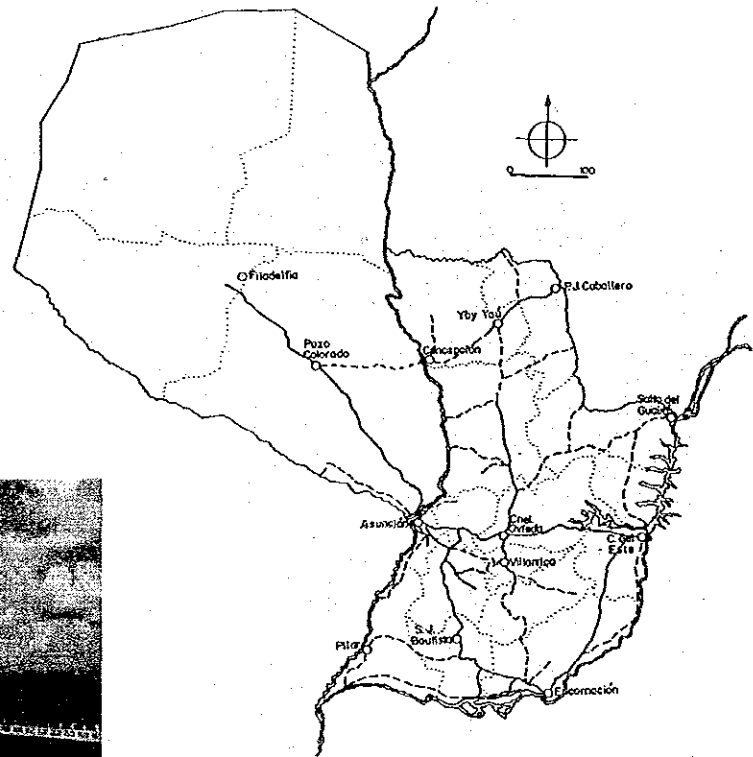 0 100
Filadelfia
P.J. Caballero
Yby Yaú
Pozo
Colorado
Concepción
Salto del
Guairá
Asunción
Cnel.
Oviedo
C. del
Este
Villarrica
S. J.
Bautista
Pilar
Encarnación